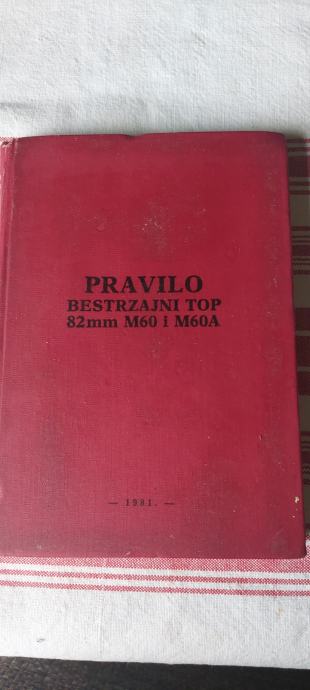 PRAVILO
BESTRZAJNI TOP
82mm M60 i M60A
— 1981. —